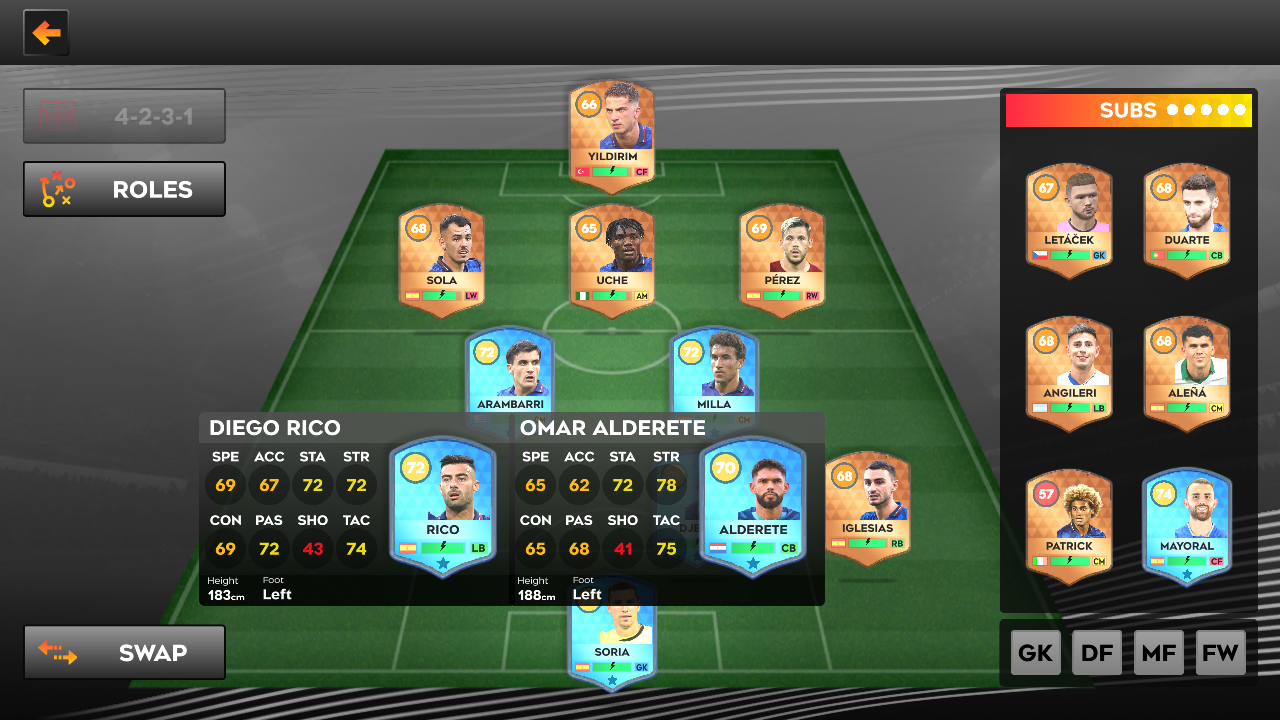 4-2-3-1
ROLES
66
YILDIRIM
CF
68
SOLA
LW
65
UCHE
AM
69
PÉREZ
RW
72
ARAMBARRI
72
MILLA
CM
DIEGO RICO
SPE ACC STA STR
69 67 72 72
CON PAS SHO TAC
69 72 43 74
Height Foot
183cm Left
72
RICO
LB
OMAR ALDERETE
SPE ACC STA STR
65 62 72 78
CON PAS SHO TAC
65 68 41 75
Height Foot
188cm Left
70
ALDERETE
CB
68
IGLESIAS
RB
SORIA
GK
SWAP
SUBS
67
LETÁČEK
GK
68
DUARTE
CB
68
ANGILERI
LB
68
ALEÑÁ
CM
57
PATRICK
CM
74
MAYORAL
CF
GK DF MF FW